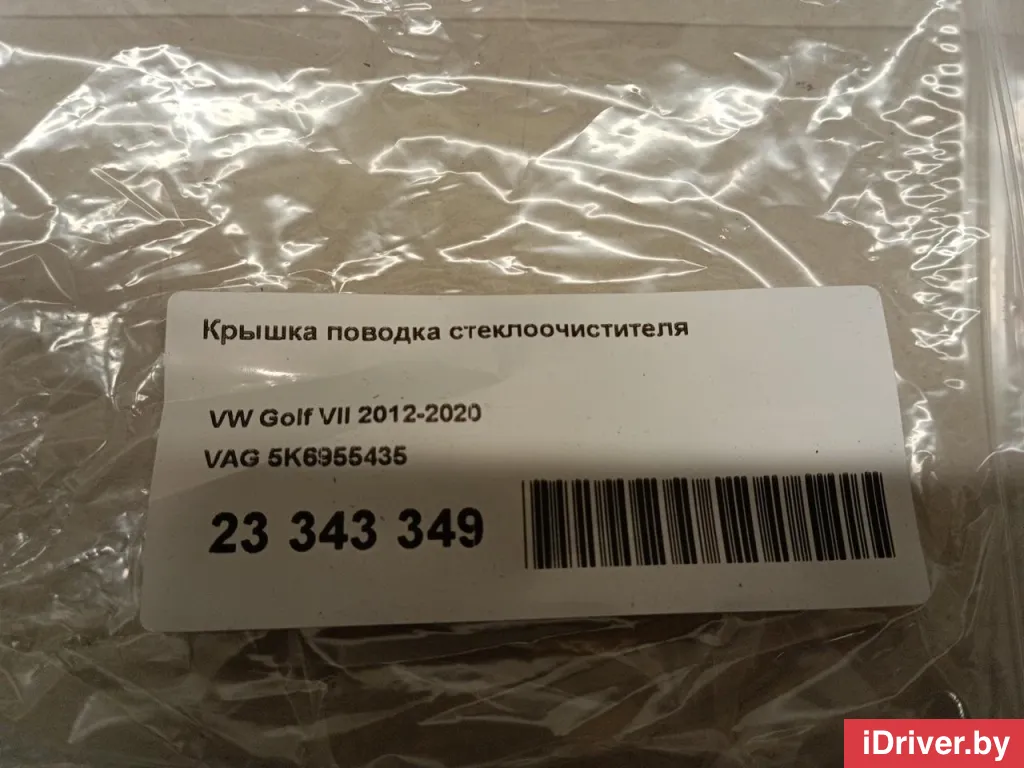 Крышка поводка стеклоочистителя
VW Golf VII 2012-2020
VAG 5K6955435
23 343 349
iDriver.by